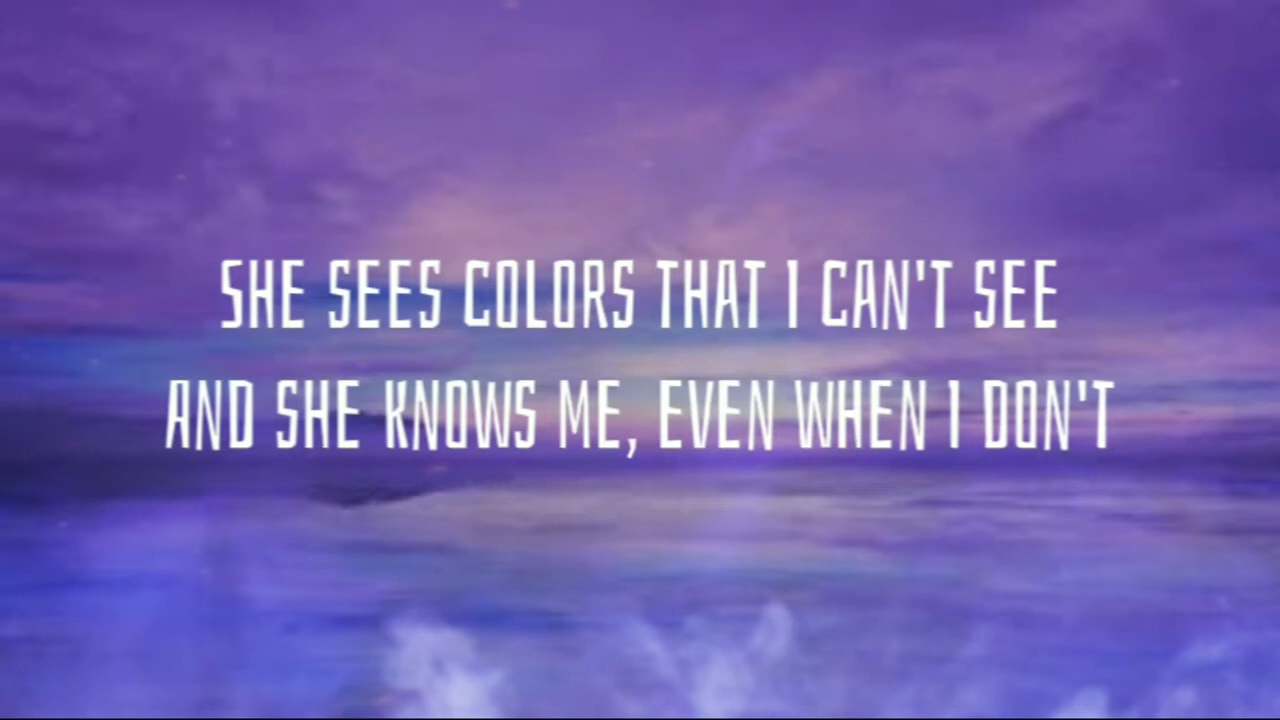 SHE SEES COLORS THAT I CAN'T SEE
AND SHE KNOWS ME, EVEN WHEN I DON'T